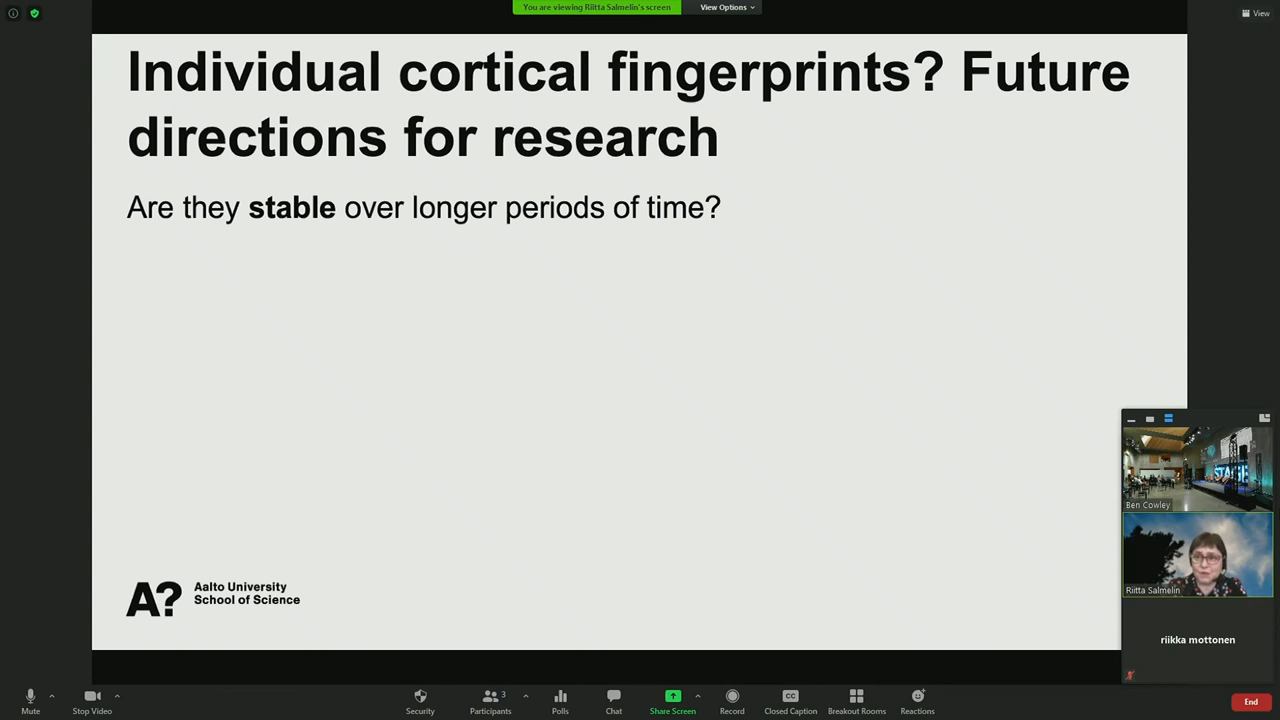 You are viewing Riitta Salmelin's screen
View Options
View
Individual cortical fingerprints? Future
directions for research
Are they stable over longer periods of time?
A?
Aalto University
School of Science
STAGE
Ben Cowley
Riitta Salmelin
riikka mottonen
Mute
Stop Video
Security
Participants
3
Polls
Chat
Share Screen
Record
CC
Closed Caption
Breakout Rooms
Reactions
End